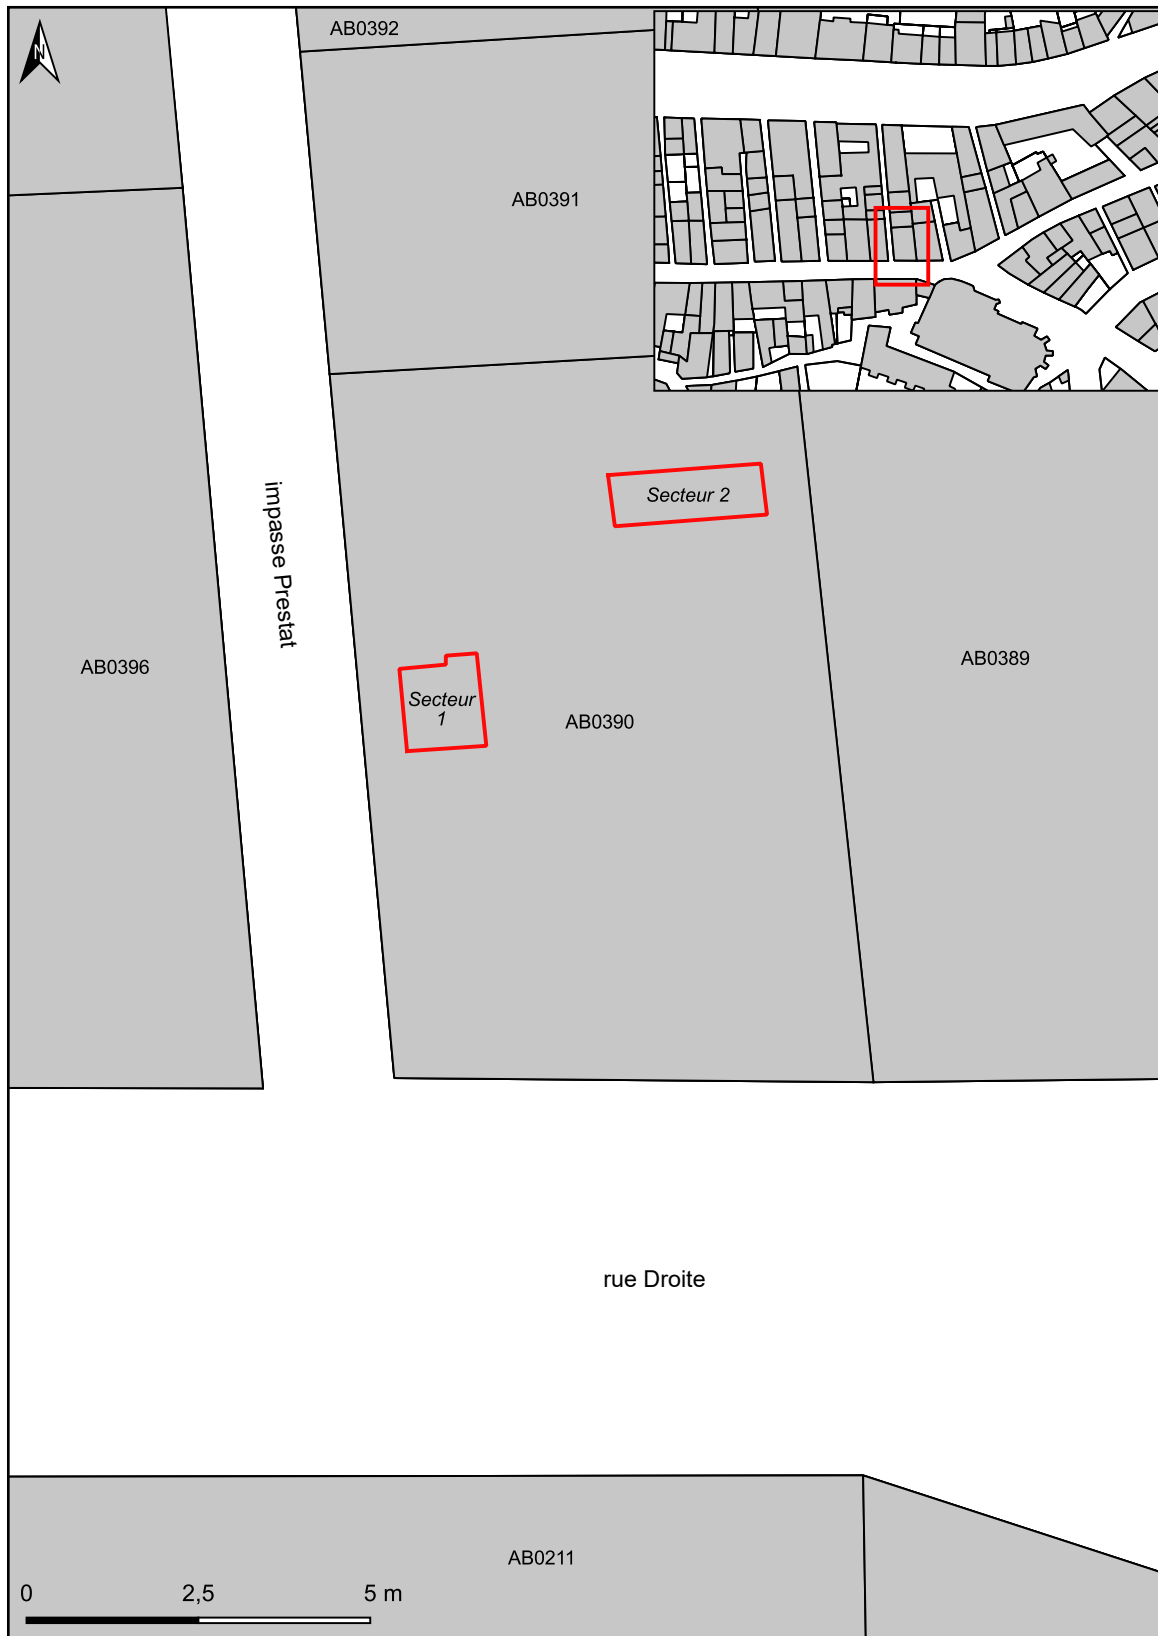 AB0392
N
AB0391
Secteur 2
impasse Prestat
AB0396
Secteur
1
AB0390
AB0389
rue Droite
AB0211
0 2,5 5 m